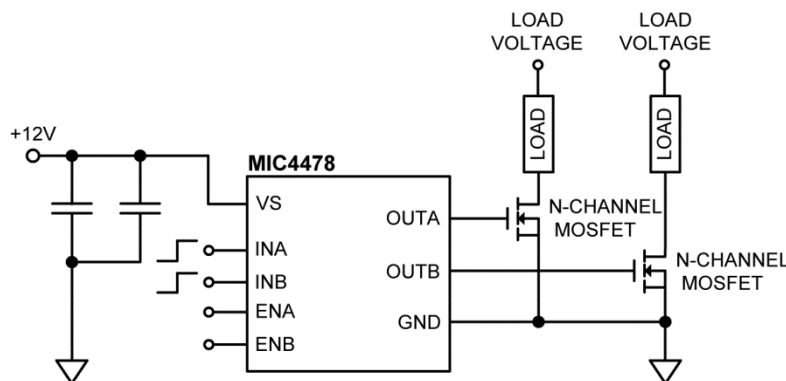 LOAD
VOLTAGE
LOAD
VOLTAGE
+12V
LOAD
LOAD
MIC4478
VS
INA
INB
ENA
ENB
OUTA
OUTB
GND
N-CHANNEL
MOSFET
N-CHANNEL
MOSFET